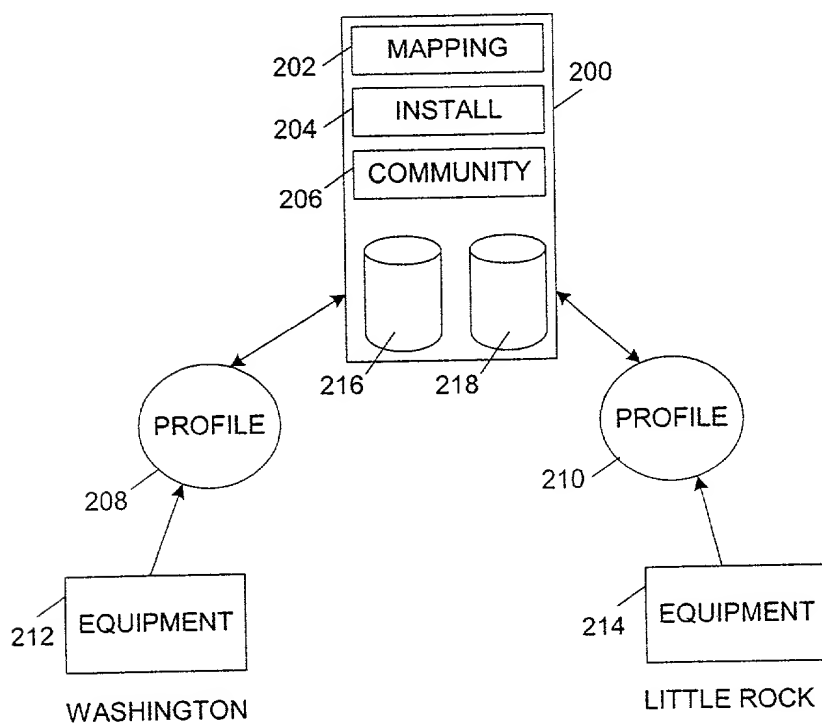 202
MAPPING
200
204
INSTALL
206
COMMUNITY
216
218
PROFILE
208
PROFILE
210
212
EQUIPMENT
WASHINGTON
214
EQUIPMENT
LITTLE ROCK